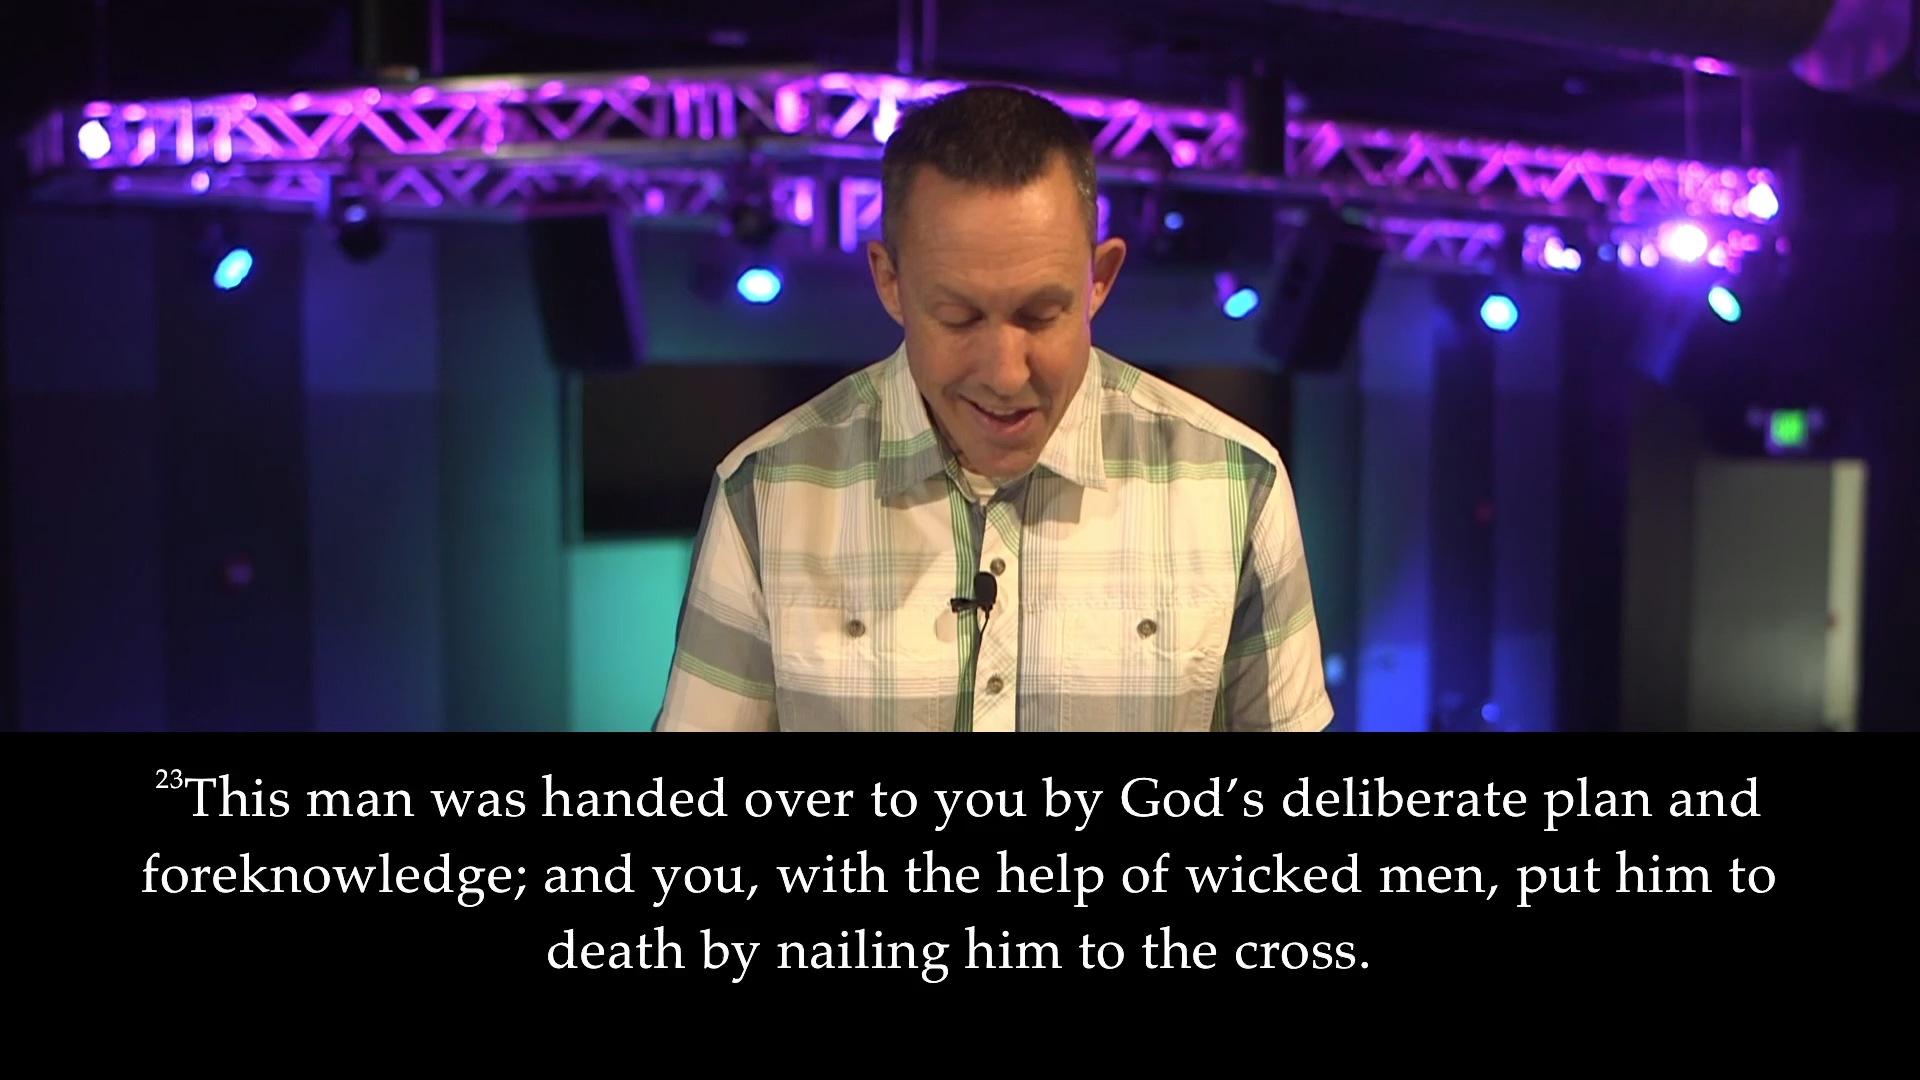 ²³This man was handed over to you by God’s deliberate plan and
foreknowledge; and you, with the help of wicked men, put him to
death by nailing him to the cross.